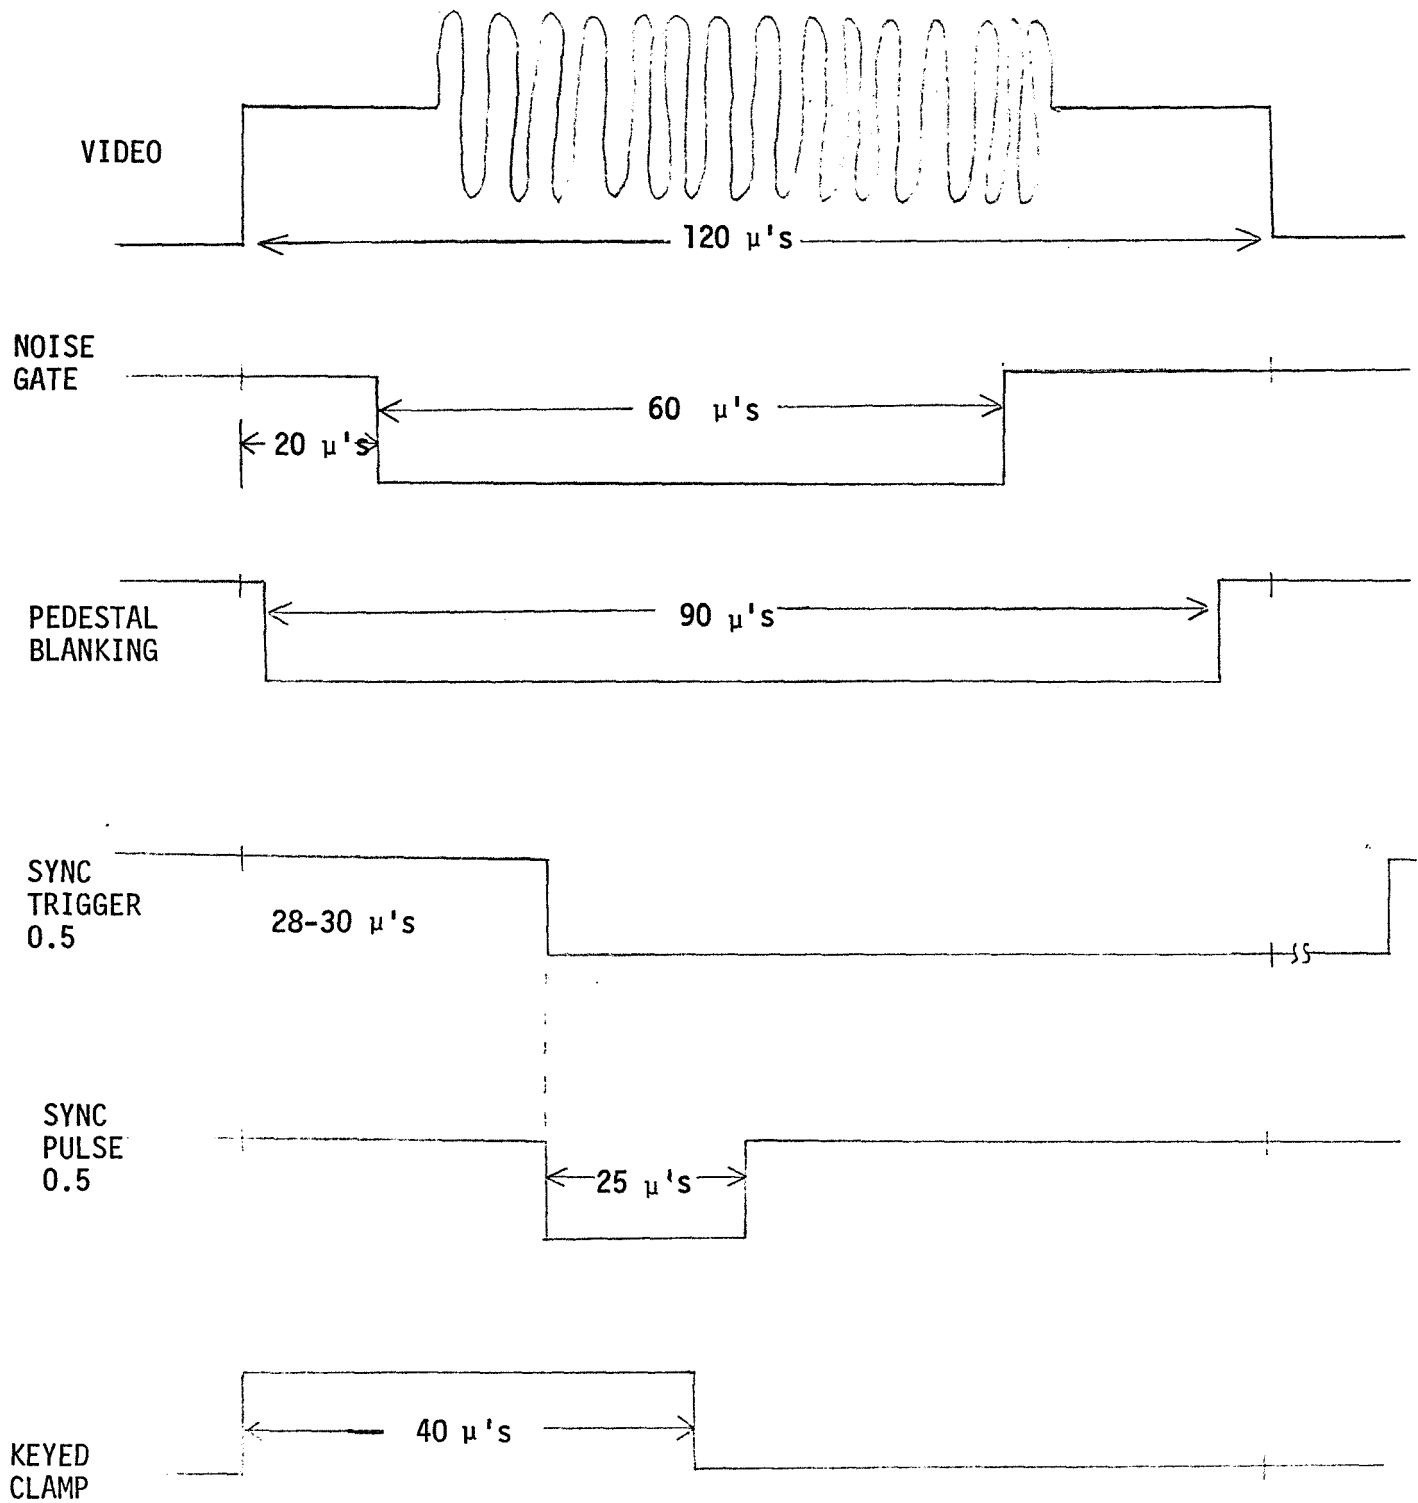 VIDEO
120 μ's
NOISE
GATE
60 μ's
20 μ's
PEDESTAL
BLANKING
90 μ's
SYNC
TRIGGER
0.5
28-30 μ's
SYNC
PULSE
0.5
25 μ's
40 μ's
KEYED
CLAMP